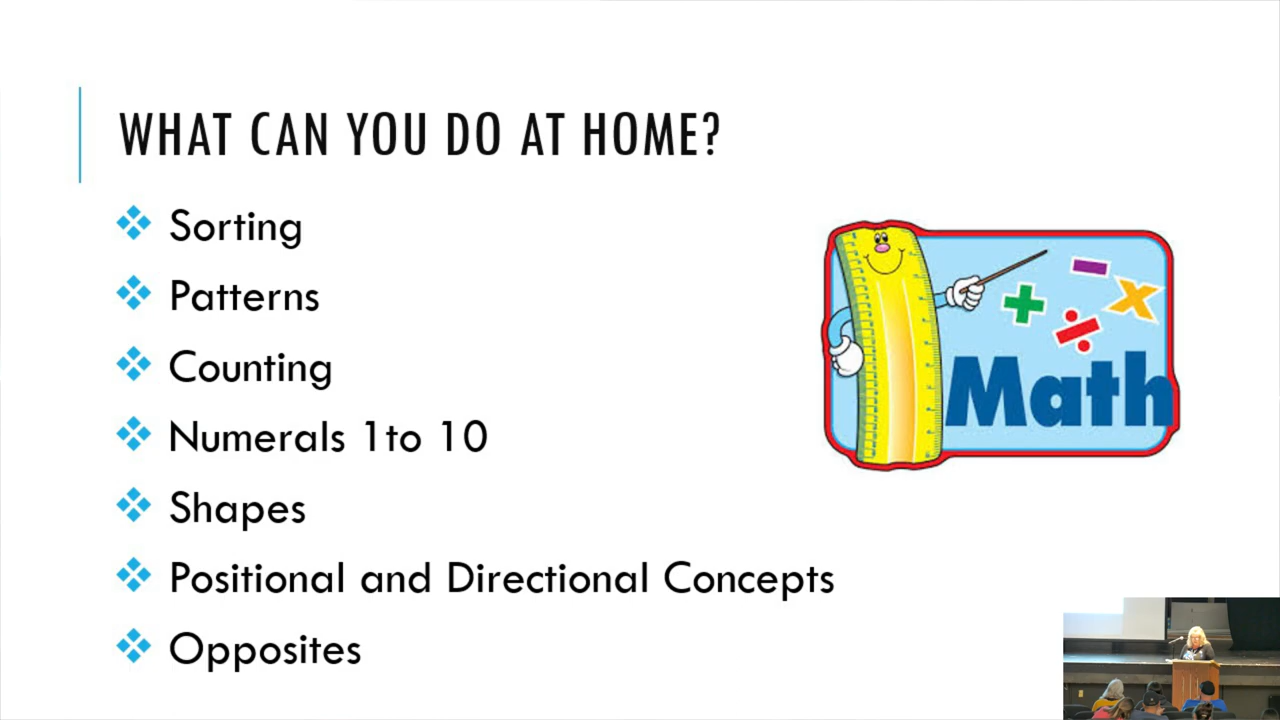 WHAT CAN YOU DO AT HOME?
Sorting
Patterns
Counting
Numerals 1to 10
Shapes
Positional and Directional Concepts
Opposites
Math